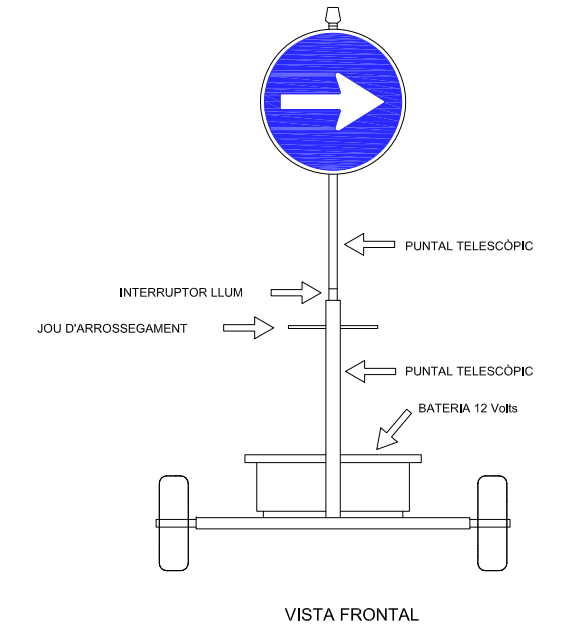 PUNTAL TELESCÒPIC
INTERRUPTOR LLUM
JOU D'ARROSSEGAMENT
PUNTAL TELESCÒPIC
BATERIA 12 Volts
VISTA FRONTAL